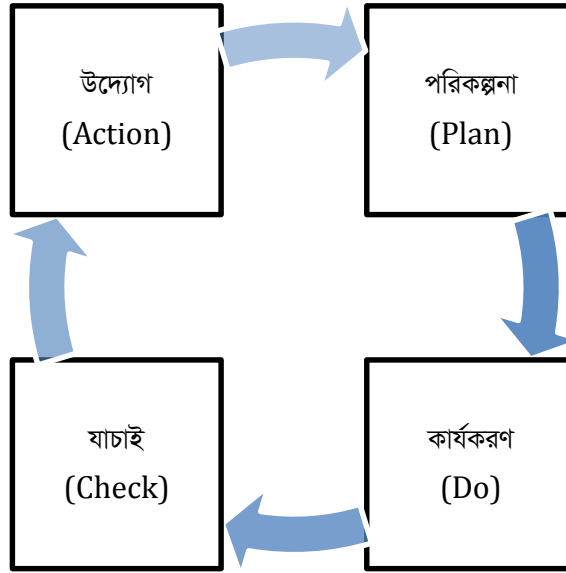 উদ্যোগ
(Action)
পরিকল্পনা
(Plan)
যাচাই
(Check)
কার্যকরণ
(Do)